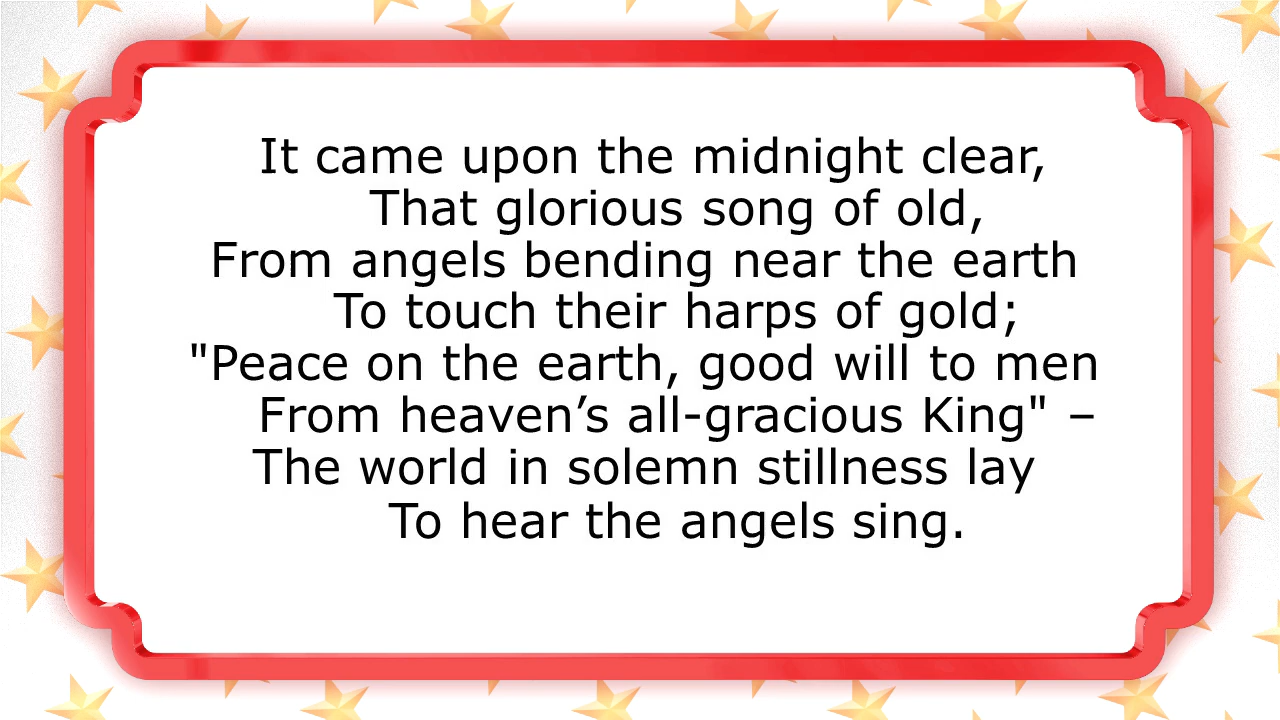 It came upon the midnight clear,
That glorious song of old,
From angels bending near the earth
To touch their harps of gold;
"Peace on the earth, good will to men
From heaven’s all-gracious King" –
The world in solemn stillness lay
To hear the angels sing.